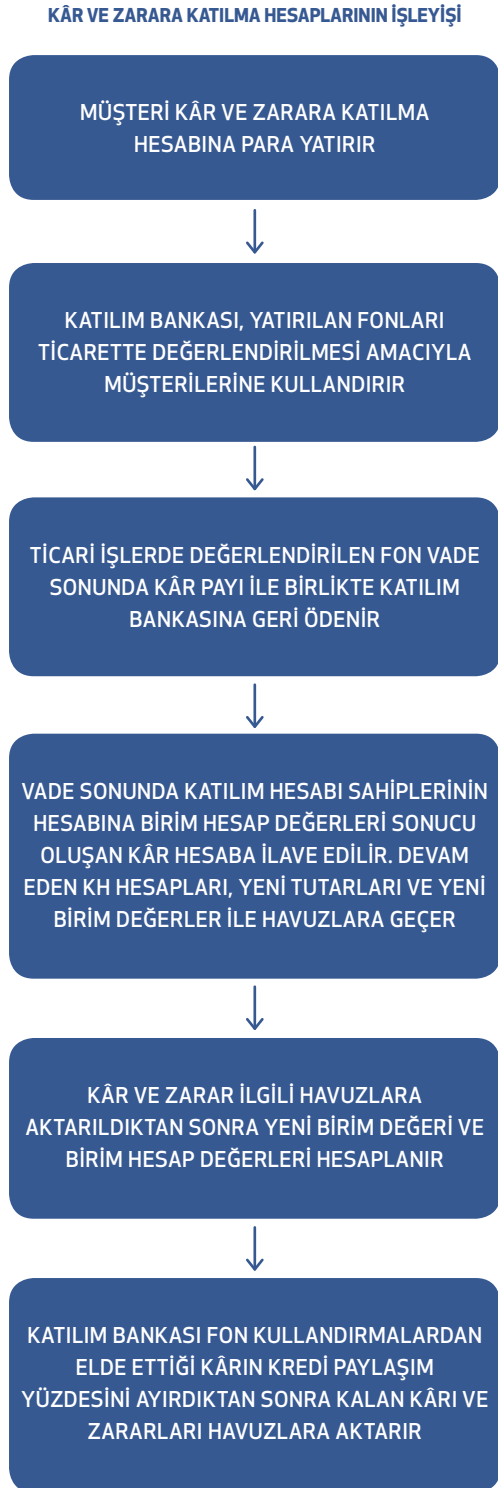 KÂR VE ZARARA KATILMA HESAPLARININ İŞLEYİŞİ
MÜŞTERİ KÂR VE ZARARA KATILMA
HESABINA PARA YATIRIR
KATILIM BANKASI, YATIRILAN FONLARI
TİCARETTE DEĞERLENDİRİLMESİ AMACIYLA
MÜŞTERİLERİNE KULLANDIRIR
TİCARİ İŞLERDE DEĞERLENDİRİLEN FON VADE
SONUNDA KÂR PAYI İLE BİRLİKTE KATILIM
BANKASINA GERİ ÖDENİR
VADE SONUNDA KATILIM HESABI SAHİPLERİNİN
HESABINA BİRİM HESAP DEĞERLERİ SONUCU
OLUŞAN KÂR HESABA İLAVE EDİLİR. DEVAM
EDEN KH HESAPLARI, YENİ TUTARLARI VE YENİ
BİRİM DEĞERLER İLE HAVUZLARA GEÇER
KÂR VE ZARAR İLGİLİ HAVUZLARA
AKTARILDIKTAN SONRA YENİ BİRİM DEĞERİ VE
BİRİM HESAP DEĞERLERİ HESAPLANIR
KATILIM BANKASI FON KULLANDIRMALARDAN
ELDE ETTİĞİ KÂRIN KREDİ PAYLAŞIM
YÜZDESİNİ AYIRDIKTAN SONRA KALAN KÂRI VE
ZARARLARI HAVUZLARA AKTARIR